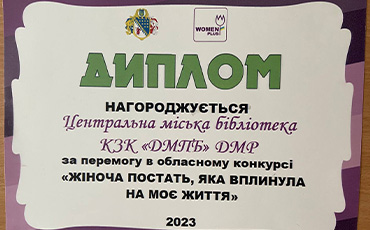 WOMEN
PLUS
ДИПЛОМ
НАГОРОДЖУЄТЬСЯ
Центральна міська бібліотека
КЗК «ДМПБ» ДМР
за перемогу в обласному конкурсі
«ЖІНОЧА ПОСТАТЬ, ЯКА ВПЛИНУЛА
НА МОЄ ЖИТТЯ»
2023